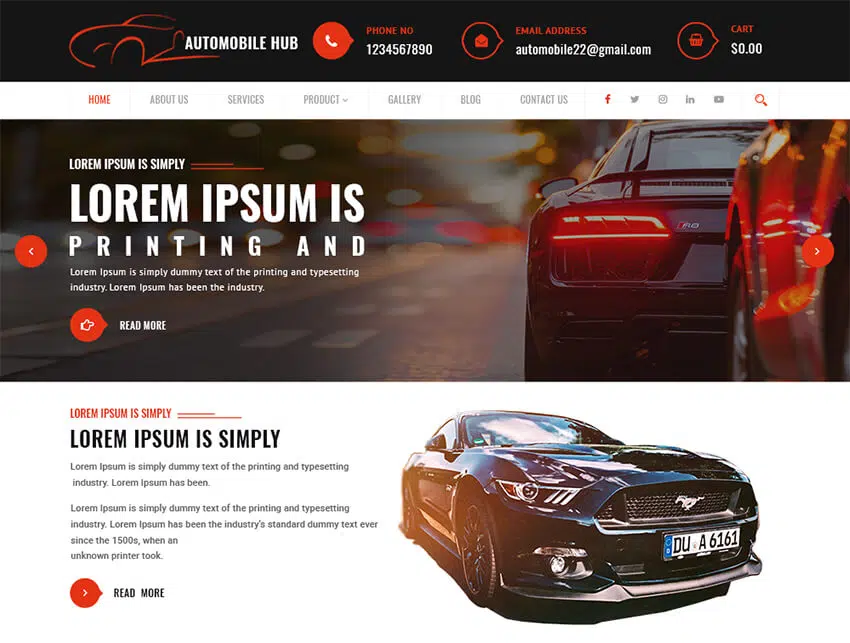 AUTOMOBILE HUB
PHONE NO
1234567890
EMAIL ADDRESS
automobile22@gmail.com
CART
$0.00
HOME
ABOUT US
SERVICES
PRODUCT
GALLERY
BLOG
CONTACT US
LOREM IPSUM IS SIMPLY
LOREM IPSUM IS
PRINTING AND
Lorem Ipsum is simply dummy text of the printing and typesetting
industry. Lorem Ipsum has been the industry.
READ MORE
R8
LOREM IPSUM IS SIMPLY
LOREM IPSUM IS SIMPLY
Lorem Ipsum is simply dummy text of the printing and typesetting
industry. Lorem Ipsum has been.
Lorem Ipsum is simply dummy text of the printing and typesetting
industry. Lorem Ipsum has been the industry's standard dummy text ever
since the 1500s, when an
unknown printer took.
READ MORE
DU A 6161